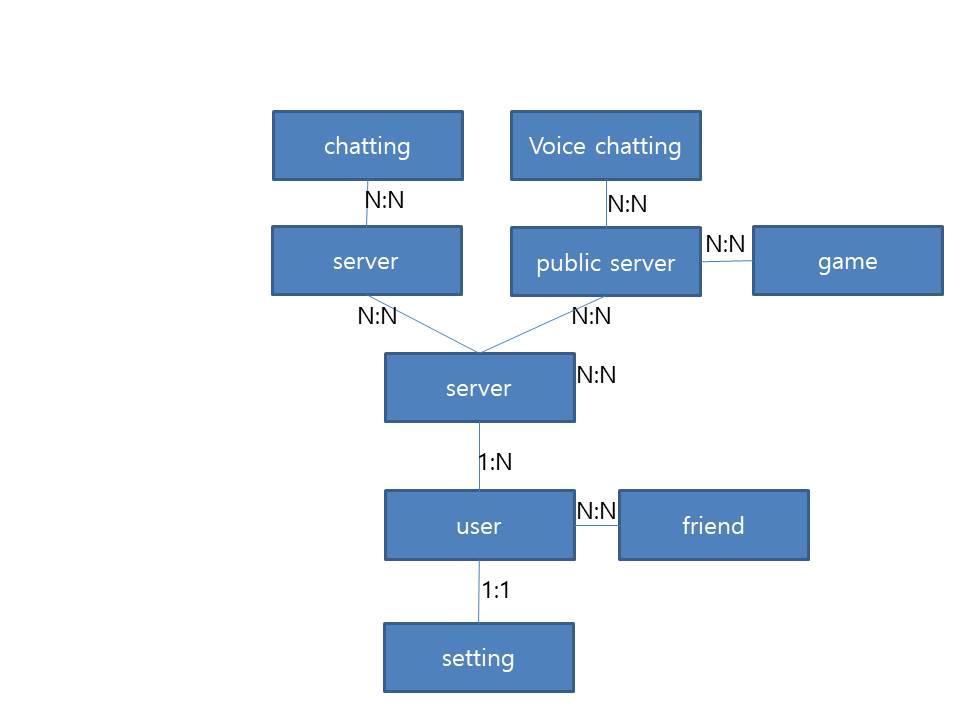 chatting
Voice chatting
N:N
N:N
server
public server
N:N
game
N:N
N:N
server
N:N
1:N
user
N:N
friend
1:1
setting